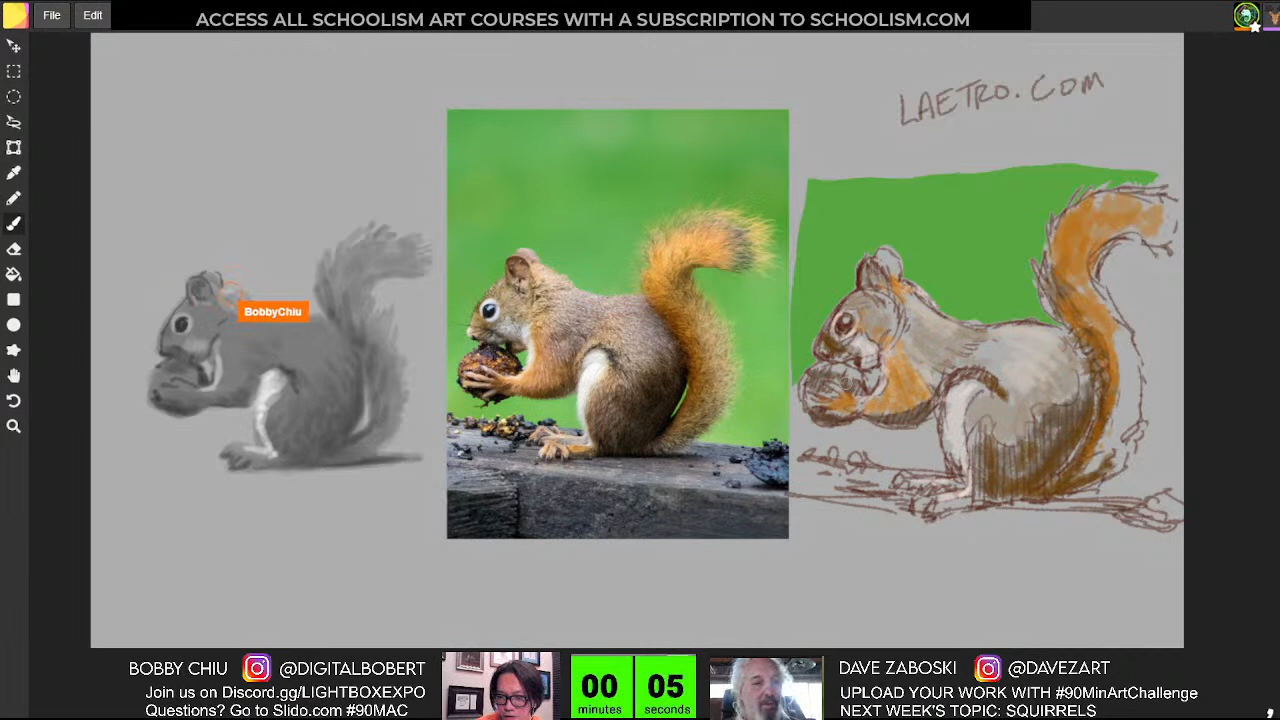 ACCESS ALL SCHOOLISM ART COURSES WITH A SUBSCRIPTION TO SCHOOLISM.COM
File Edit
LAETRO.COM
BobbyChiu
BOBBY CHIU @DIGITALBOBERT
Join us on Discord.gg/LIGHTBOXEXPO
Questions? Go to Slido.com #90MAC
00 05
minutes seconds
DAVE ZABOSKI @DAVEZART
UPLOAD YOUR WORK WITH #90MinArtChallenge
NEXT WEEK'S TOPIC: SQUIRRELS